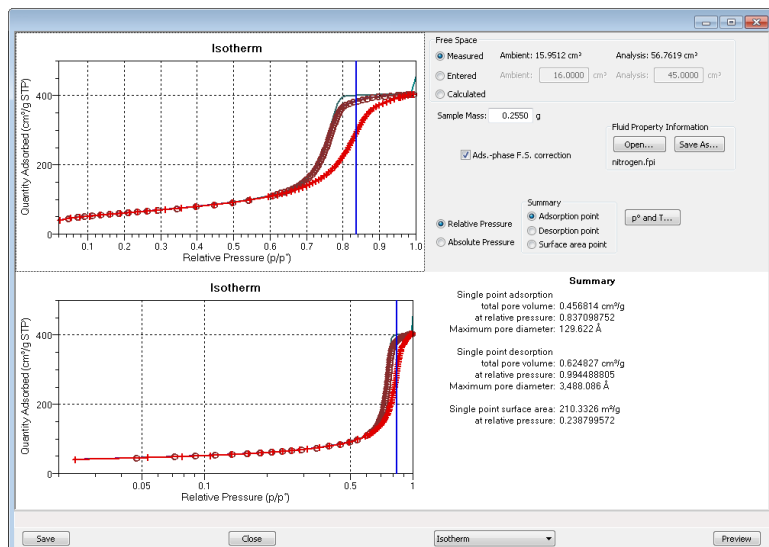 Isotherm
Quantity Adsorbed (cm³/g STP)
400
200
0
0.1 0.2 0.3 0.4 0.5 0.6 0.7 0.8 0.9 1.0
Relative Pressure (p/p°)
Free Space
Measured Ambient: 15.9512 cm³ Analysis: 56.7619 cm³
Entered Ambient: 16.0000 cm³ Analysis: 45.0000 cm³
Calculated
Sample Mass: 0.2550 g
Fluid Property Information
Open... Save As...
nitrogen.fpi
Ads.-phase F.S. correction
Relative Pressure
Absolute Pressure
Summary
Adsorption point
Desorption point
Surface area point
p° and T...
Isotherm
Quantity Adsorbed (cm³/g STP)
400
200
0
0.05 0.1 0.5 1
Relative Pressure (p/p°)
Summary
Single point adsorption
total pore volume: 0.456814 cm³/g
at relative pressure: 0.837098752
Maximum pore diameter: 129.622 Å
Single point desorption
total pore volume: 0.624827 cm³/g
at relative pressure: 0.994488805
Maximum pore diameter: 3,488.086 Å
Single point surface area: 210.3326 m²/g
at relative pressure: 0.238799572
Save Close Isotherm Preview